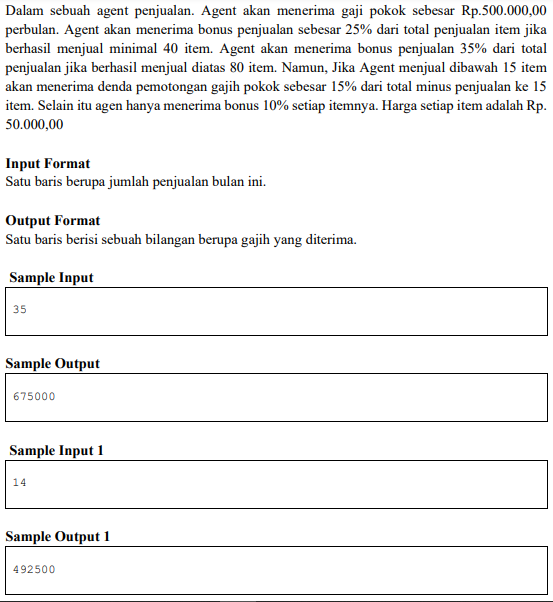 Dalam sebuah agent penjualan. Agent akan menerima gaji pokok sebesar Rp.500.000,00
perbulan. Agent akan menerima bonus penjualan sebesar 25% dari total penjualan item jika
berhasil menjual minimal 40 item. Agent akan menerima bonus penjualan 35% dari total
penjualan jika berhasil menjual diatas 80 item. Namun, Jika Agent menjual dibawah 15 item
akan menerima denda pemotongan gajih pokok sebesar 15% dari total minus penjualan ke 15
item. Selain itu agen hanya menerima bonus 10% setiap itemnya. Harga setiap item adalah Rp.
50.000,00
Input Format
Satu baris berupa jumlah penjualan bulan ini.
Output Format
Satu baris berisi sebuah bilangan berupa gajih yang diterima.
Sample Input
35
Sample Output
675000
Sample Input 1
14
Sample Output 1
492500